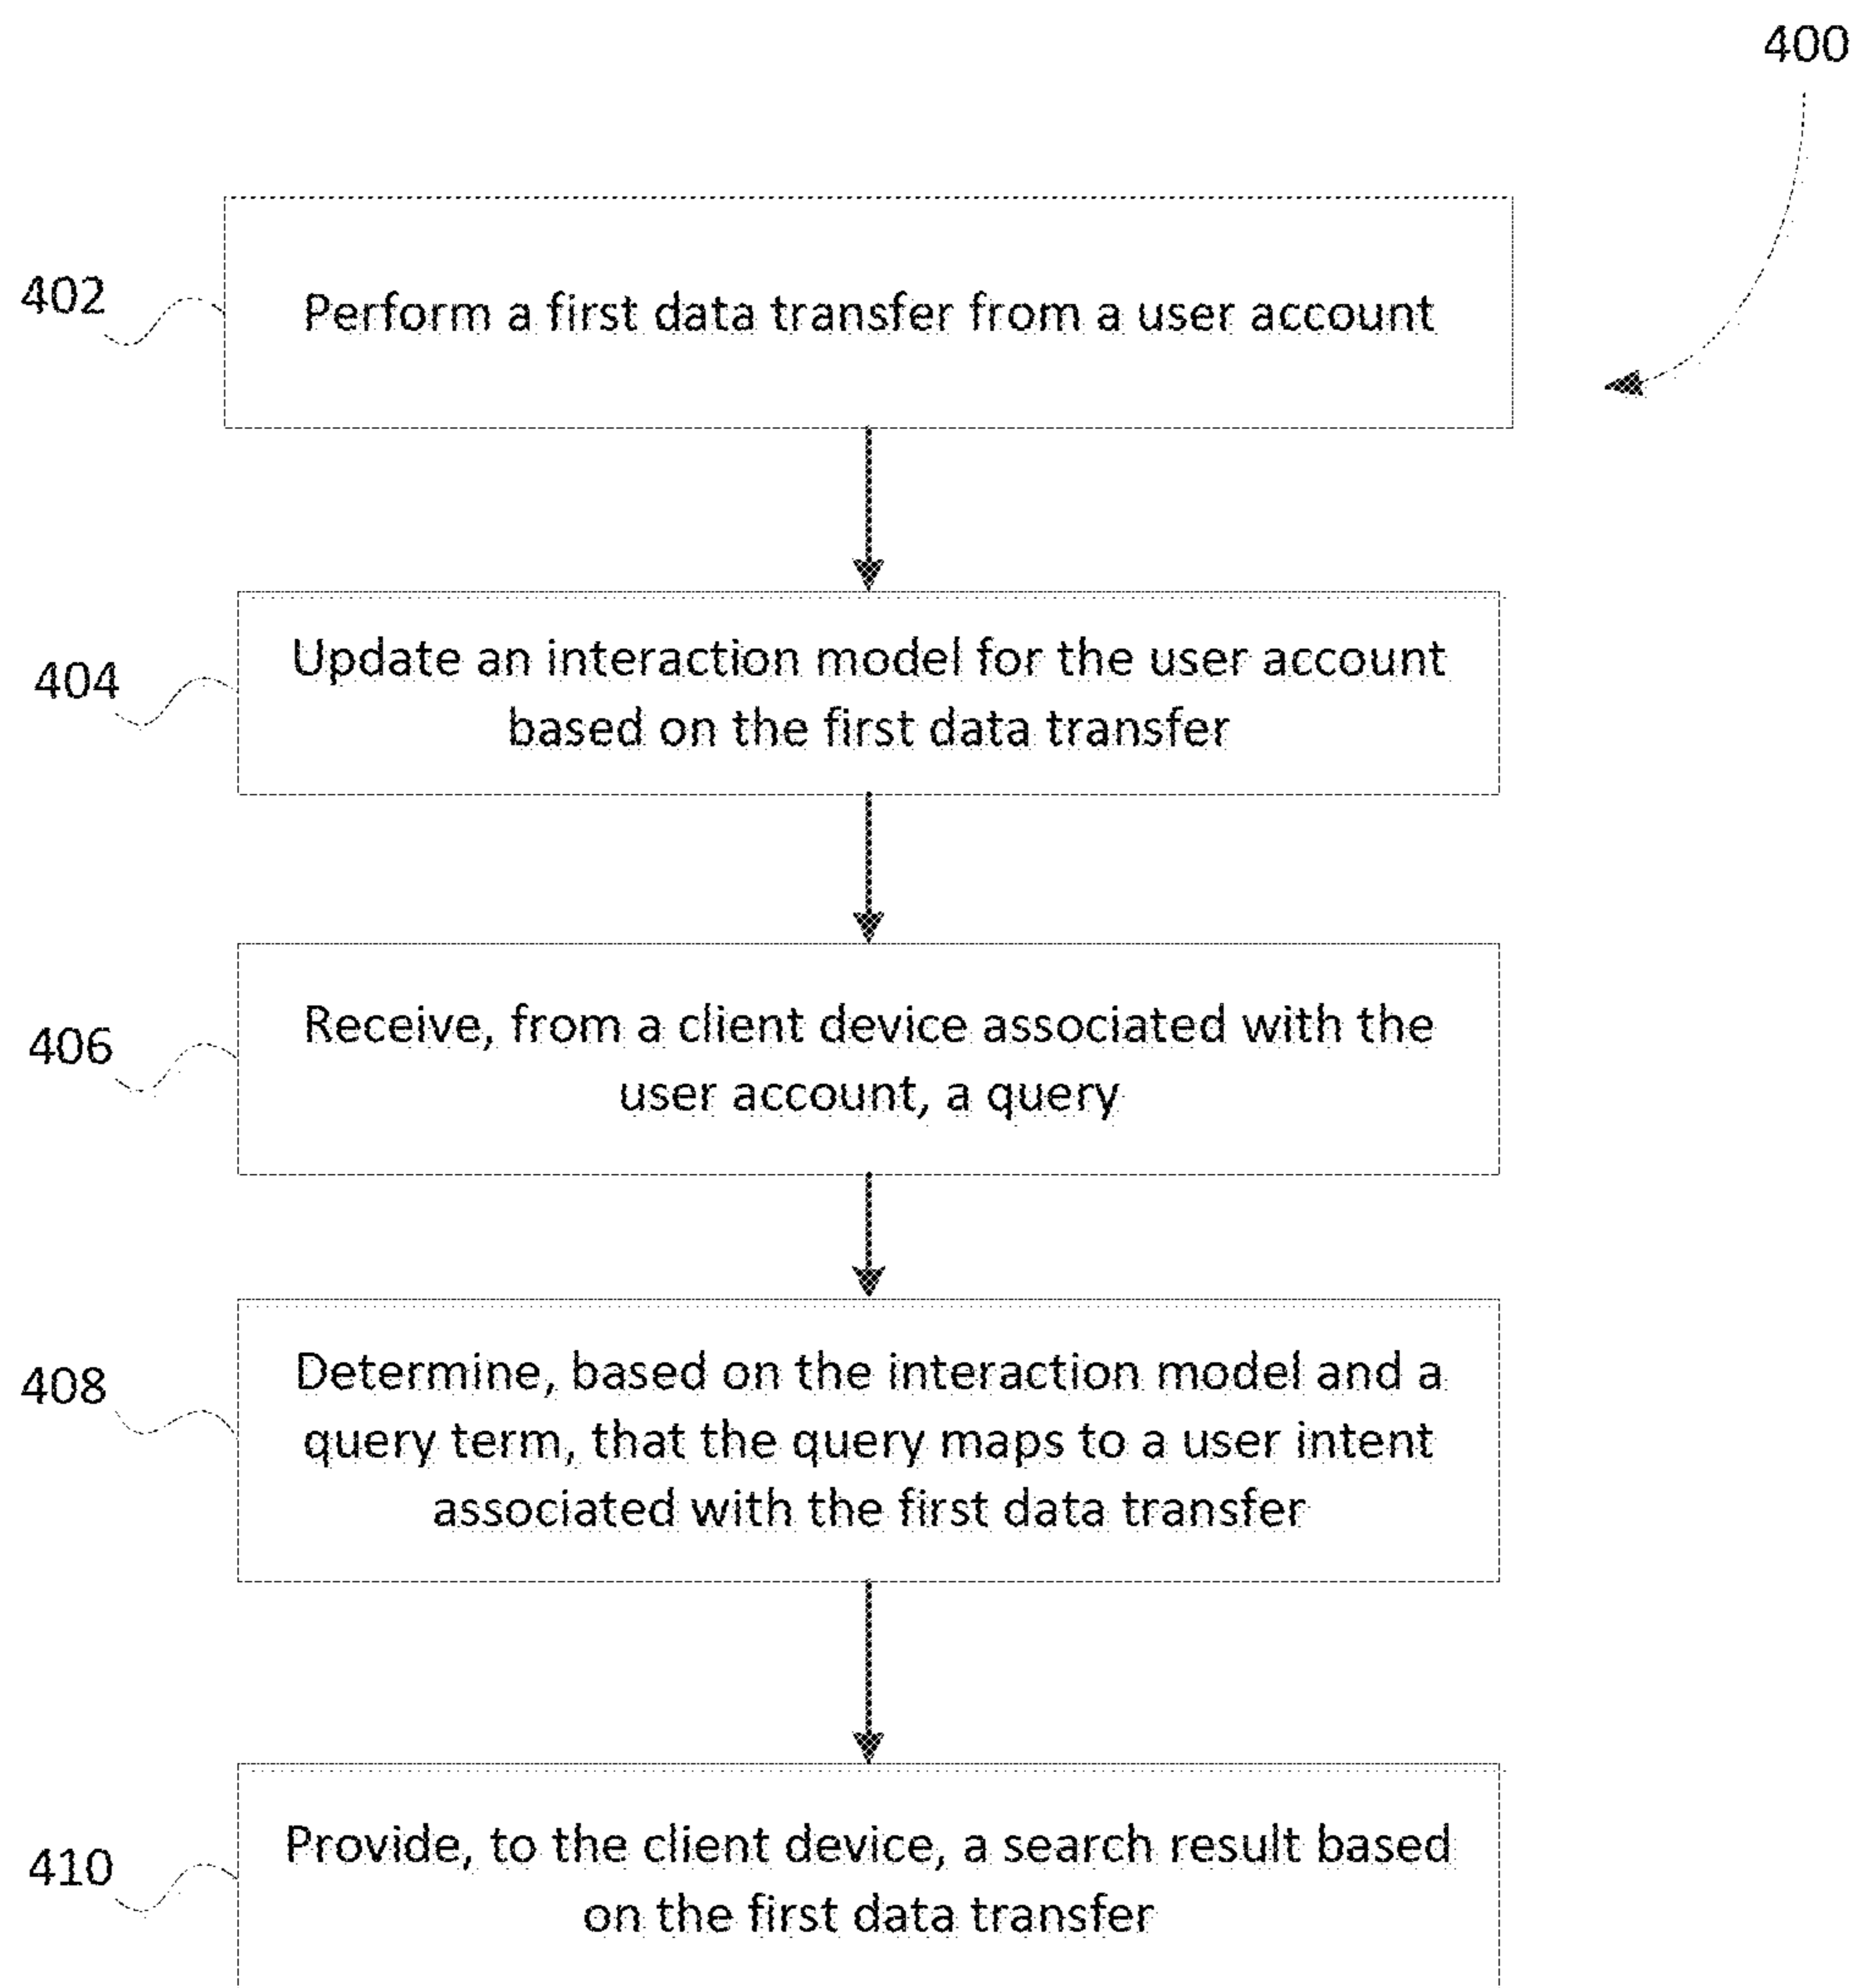 400
402
Perform a first data transfer from a user account
404
Update an interaction model for the user account
based on the first data transfer
406
Receive, from a client device associated with the
user account, a query
408
Determine, based on the interaction model and a
query term, that the query maps to a user intent
associated with the first data transfer
410
Provide, to the client device, a search result based
on the first data transfer